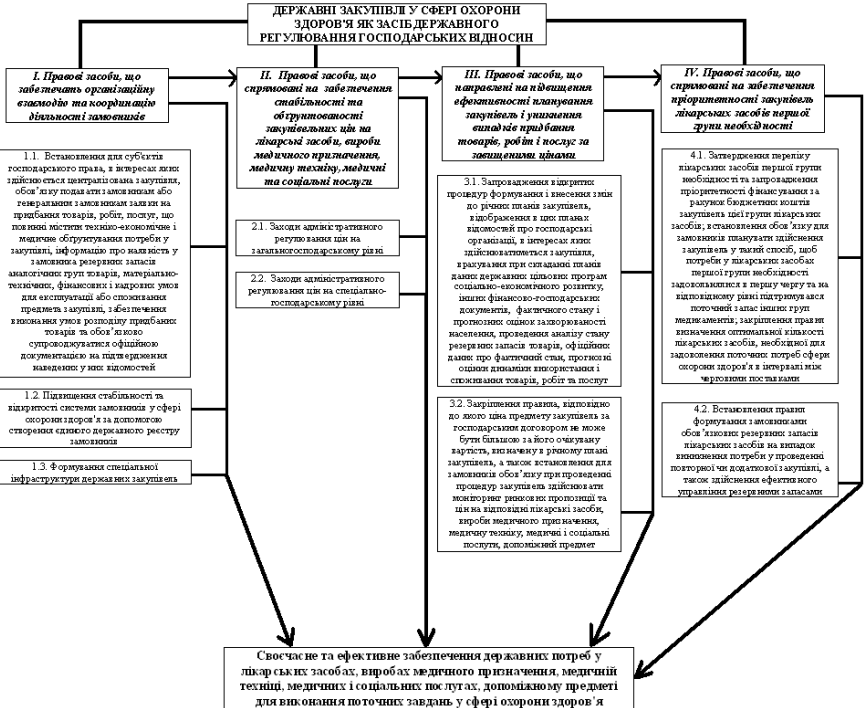 ДЕРЖАВНІ ЗАКУПІВЛІ У СФЕРІ ОХОРОНИ
ЗДОРОВ'Я ЯК ЗАСІБ ДЕРЖАВНОГО
РЕГУЛЮВАННЯ ГОСПОДАРСЬКИХ ВІДНОСИН
І. Правові засоби, що
забезпечать організаційну
взаємодію та координацію
діяльності замовників
1.1. Встановлення для суб'єктів
господарського права, в інтересах яких
здійснюється централізована закупівля,
обов'язку подавати замовникам або
генеральним замовникам заявки на
придбання товарів, робіт, послуг, що
повинні містити техніко-економічне і
медичне обґрунтування потреби у
закупівлі, інформацію про наявність у
замовника резервних запасів
аналогічних груп товарів, матеріально-
технічних, фінансових і кадрових умов
для експлуатації або споживання
предмета закупівлі, забезпечення
виконання умов розподілу придбаних
товарів та обов'язково
супроводжуватися офіційною
документацією на підтвердження
наведених у них відомостей
1.2. Підвищення стабільності та
відкритості системи замовників у сфері
охорони здоров'я за допомогою
створення єдиного державного реєстру
замовників
1.3. Формування спеціальної
інфраструктури державних закупівель
ІІ. Правові засоби, що
спрямовані на забезпечення
стабільності та
обґрунтованості
закупівельних цін на
лікарські засоби, вироби
медичного призначення,
медичну техніку, медичні
та соціальні послуги
2.1. Заходи адміністративного
регулювання цін на
загальногосподарському рівні
2.2. Заходи адміністративного
регулювання цін на спеціально-
господарському рівні
ІІІ. Правові засоби, що
направлені на підвищення
ефективності планування
закупівель і уникнення
випадків придбання
товарів, робіт і послуг за
завищеними цінами
3.1. Запровадження відкритих
процедур формування і внесення змін
до річних планів закупівель,
відображення в цих планах
відомостей про господарські
організації, в інтересах яких
здійснюватиметься закупівля,
врахування при складанні планів
даних державних цільових програм
соціально-економічного розвитку,
інших фінансово-господарських
документів, фактичного стану і
прогнозних оцінок захворюваності
населення, проведення аналізу стану
резервних запасів товарів, офіційних
даних про фактичний стан, прогнозні
оцінки динаміки використання і
споживання товарів, робіт та послуг
3.2. Закріплення правила, відповідно
до якого ціна предмету закупівель за
господарським договором не може
бути більшою за його очікувану
вартість, визначену в річному плані
закупівель, а також встановлення для
замовників обов'язку при проведенні
процедур закупівель здійснювати
моніторинг ринкових пропозиції та
цін на відповідні лікарські засоби,
вироби медичного призначення,
медичну техніку, медичні і соціальні
послуги, допоміжний предмет
IV. Правові засоби, що
спрямовані на забезпечення
пріоритетності закупівель
лікарських засобів першої
групи необхідності
4.1. Затвердження переліку
лікарських засобів першої групи
необхідності та запровадження
пріоритетності фінансування за
рахунок бюджетних коштів
закупівель цієї групи лікарських
засобів; встановлення обов'язку для
замовників планувати здійснення
закупівель у такий спосіб, щоб
потреби у лікарських засобах
першої групи необхідності
задовольнялися в першу чергу та на
відповідному рівні підтримувався
поточний запас інших груп
медикаментів; закріплення правил
визначення оптимальної кількості
лікарських засобів, необхідної для
задоволення поточних потреб сфери
охорони здоров'я в інтервалі між
черговими поставками
4.2. Встановлення правил
формування замовниками
обов'язкових резервних запасів
лікарських засобів на випадок
виникнення потреби у проведенні
повторної чи додаткової закупівлі, а
також здійснення ефективного
управління резервними запасами
Своєчасне та ефективне забезпечення державних потреб у
лікарських засобах, виробах медичного призначення, медичній
техніці, медичних і соціальних послугах, допоміжному предметі
для виконання поточних завдань у сфері охорони здоров'я